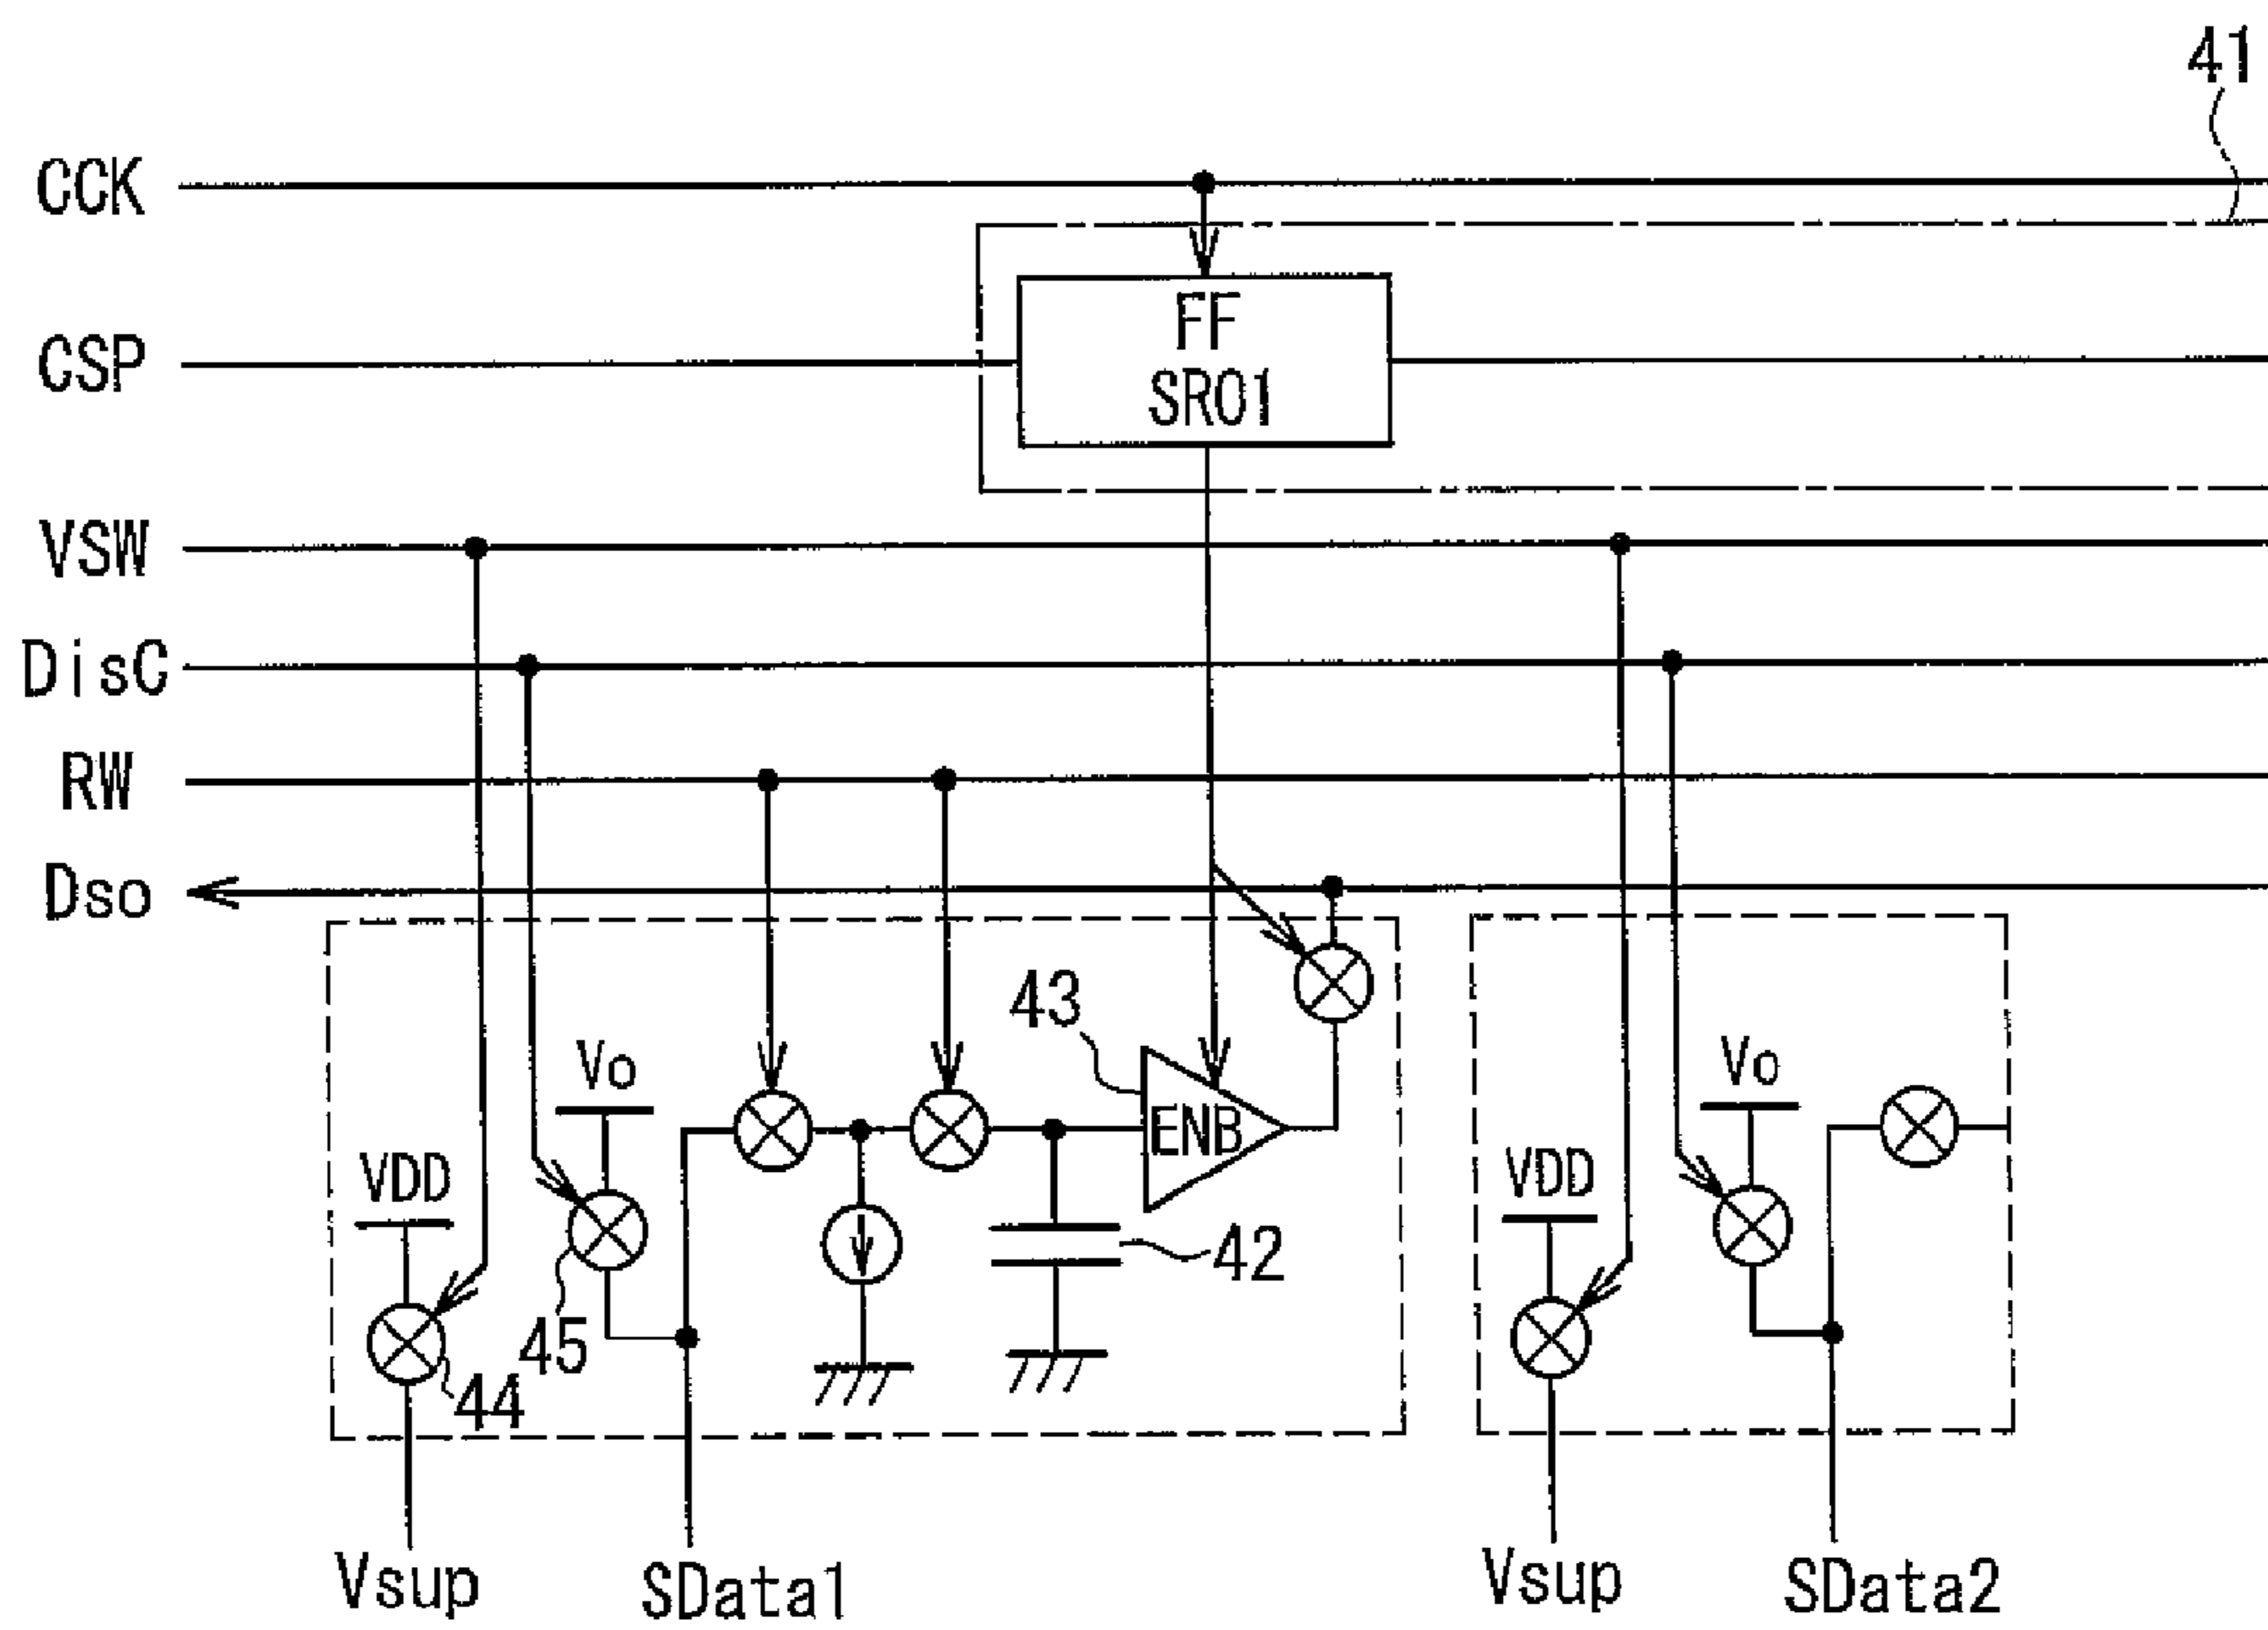 41
CCK
FF
CSP
SR01
VSW
DisC
RW
Dso
43
Vo
Vo
ENB
VDD
VDD
42
45
44
Vsup
SData1
Vsup
SData2